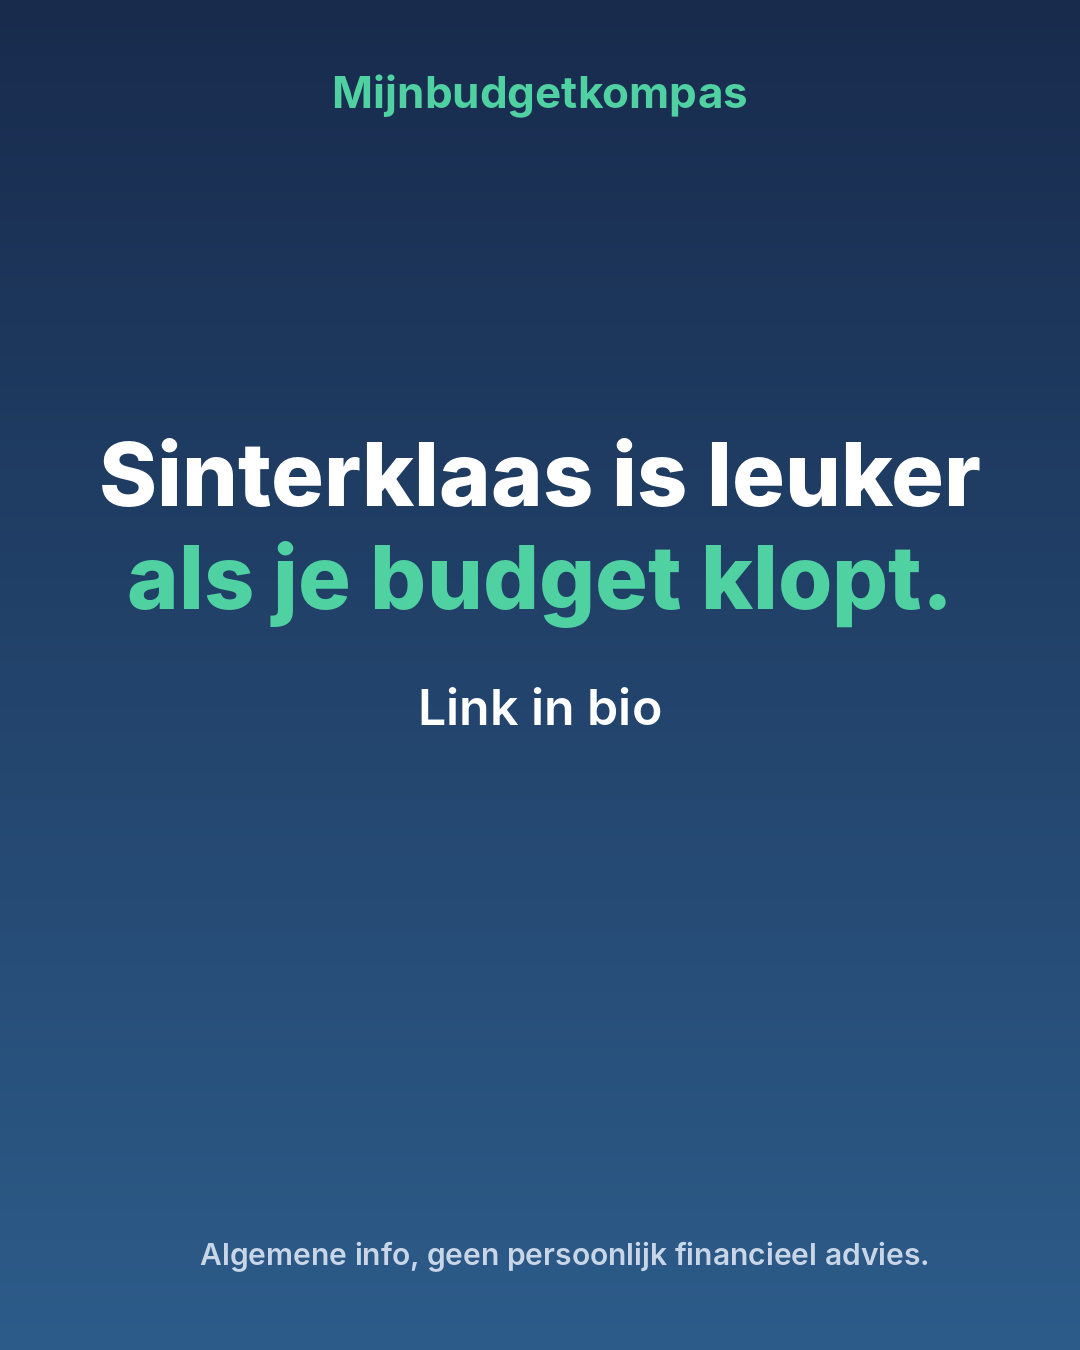 Mijnbudgetkompas
Sinterklaas is leuker
als je budget klopt.
Link in bio
Algemene info, geen persoonlijk financieel advies.